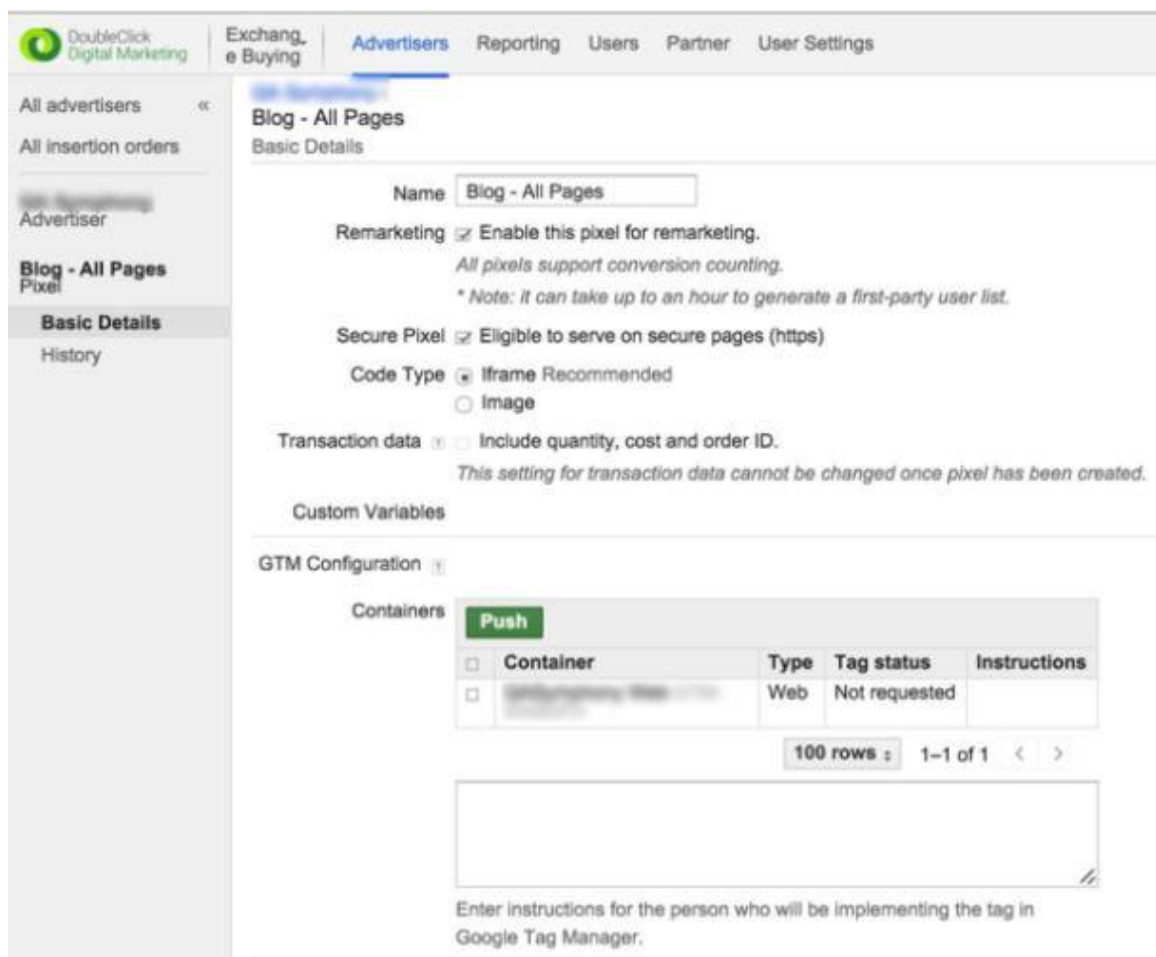 DoubleClick
Digital Marketing
Exchang
e Buying
Advertisers
Reporting
Users
Partner
User Settings
All advertisers «
All insertion orders
Advertiser
Blog - All Pages
Pixel
Basic Details
History
Blog - All Pages
Basic Details
Name Blog - All Pages
Remarketing Enable this pixel for remarketing.
All pixels support conversion counting.
* Note: it can take up to an hour to generate a first-party user list.
Secure Pixel Eligible to serve on secure pages (https)
Code Type Iframe Recommended
Image
Transaction data ? Include quantity, cost and order ID.
This setting for transaction data cannot be changed once pixel has been created.
Custom Variables
GTM Configuration ?
Containers Push
Container Type Tag status Instructions
Web Not requested
100 rows 1–1 of 1 < >
Enter instructions for the person who will be implementing the tag in
Google Tag Manager.